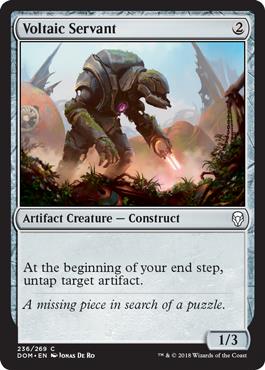 Voltaic Servant 2
Artifact Creature — Construct
At the beginning of your end step,
untap target artifact.
A missing piece in search of a puzzle.
1/3
236/269 C
DOM • EN Jonas De Ro
™ & © 2018 Wizards of the Coast